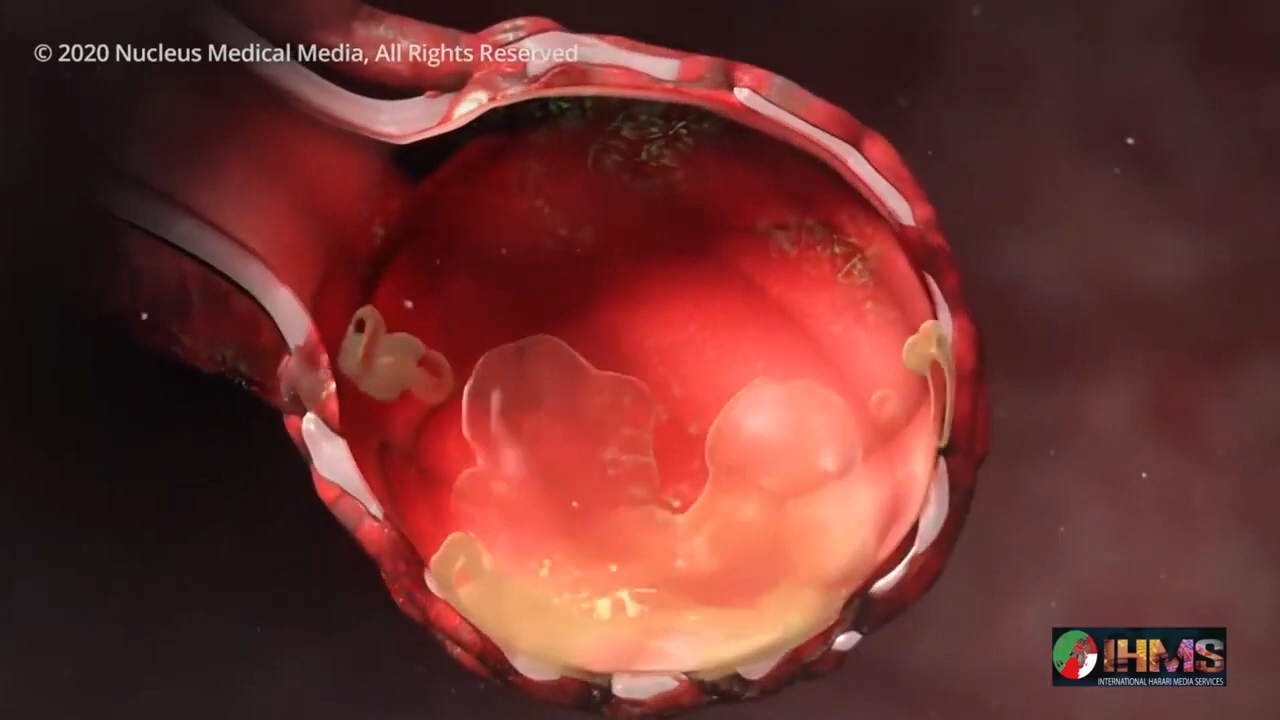 © 2020 Nucleus Medical Media, All Rights Reserved
IHMS
INTERNATIONAL HARARI MEDIA SERVICES